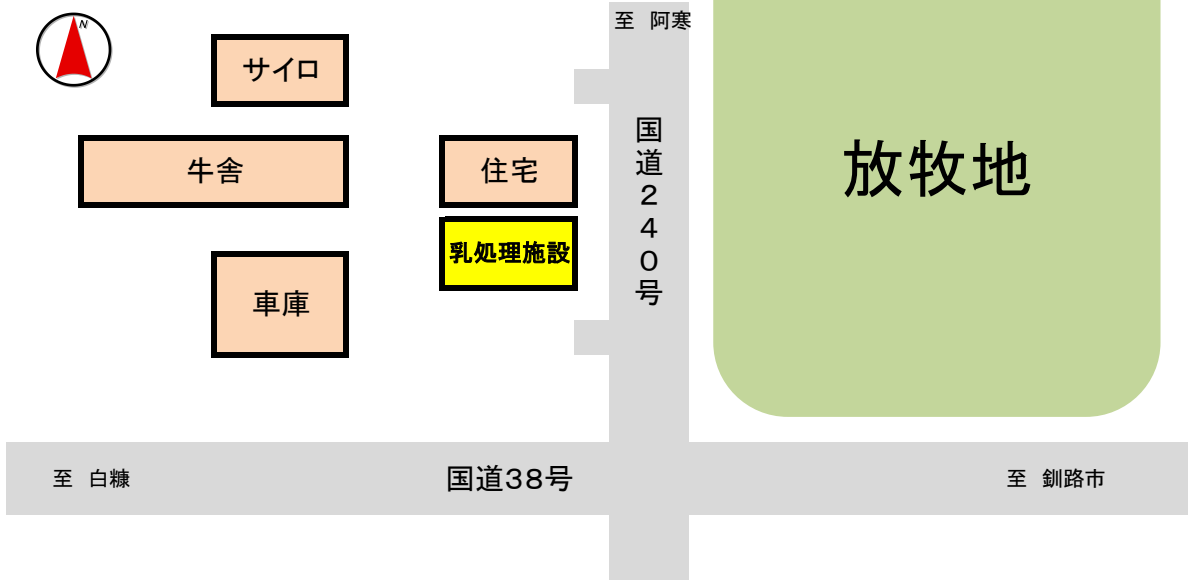 至　阿寒
N
サイロ
国道２４０号
放牧地
牛舎
住宅
乳処理施設
車庫
至　白糠
国道38号
至　釧路市